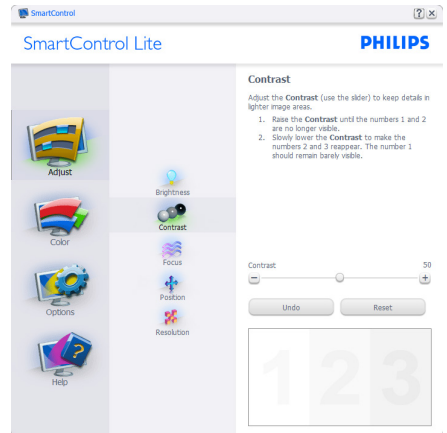 SmartControl
SmartControl Lite
PHILIPS
Adjust
Color
Options
Help
Brightness
Contrast
Focus
Position
Resolution
Contrast
Adjust the Contrast (use the slider) to keep details in
lighter image areas.
1. Raise the Contrast until the numbers 1 and 2
are no longer visible.
2. Slowly lower the Contrast to make the
numbers 2 and 3 reappear. The number 1
should remain barely visible.
Contrast 50
Undo Reset
1 2 3